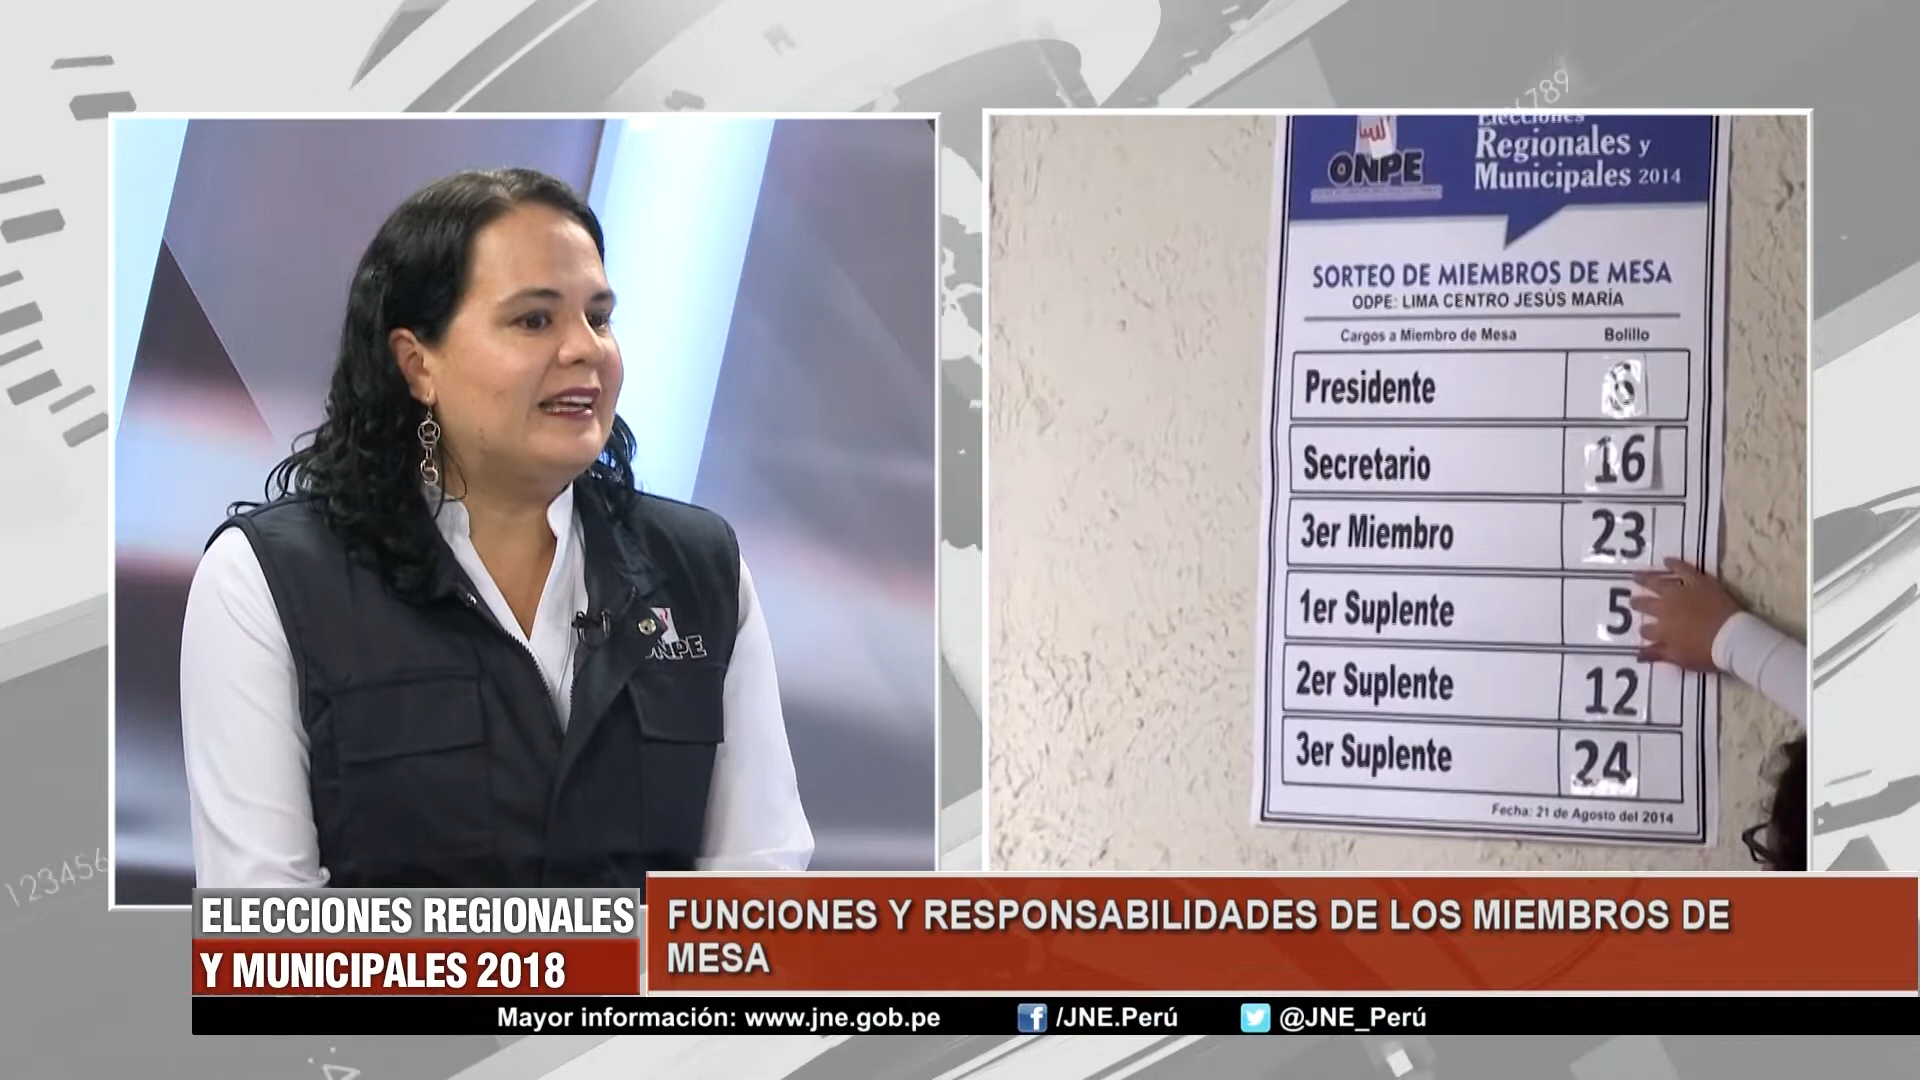 6789
Elecciones
Regionales y
Municipales 2014
ONPE
SORTEO DE MIEMBROS DE MESA
ODPE: LIMA CENTRO JESÚS MARÍA
Cargos a Miembro de Mesa Bolillo
Presidente 6
Secretario 16
3er Miembro 23
1er Suplente 5
2er Suplente 12
3er Suplente 24
Fecha: 21 de Agosto del 2014
ONPE
123456
ELECCIONES REGIONALES
Y MUNICIPALES 2018
FUNCIONES Y RESPONSABILIDADES DE LOS MIEMBROS DE
MESA
Mayor información: www.jne.gob.pe f /JNE.Perú @JNE_Perú